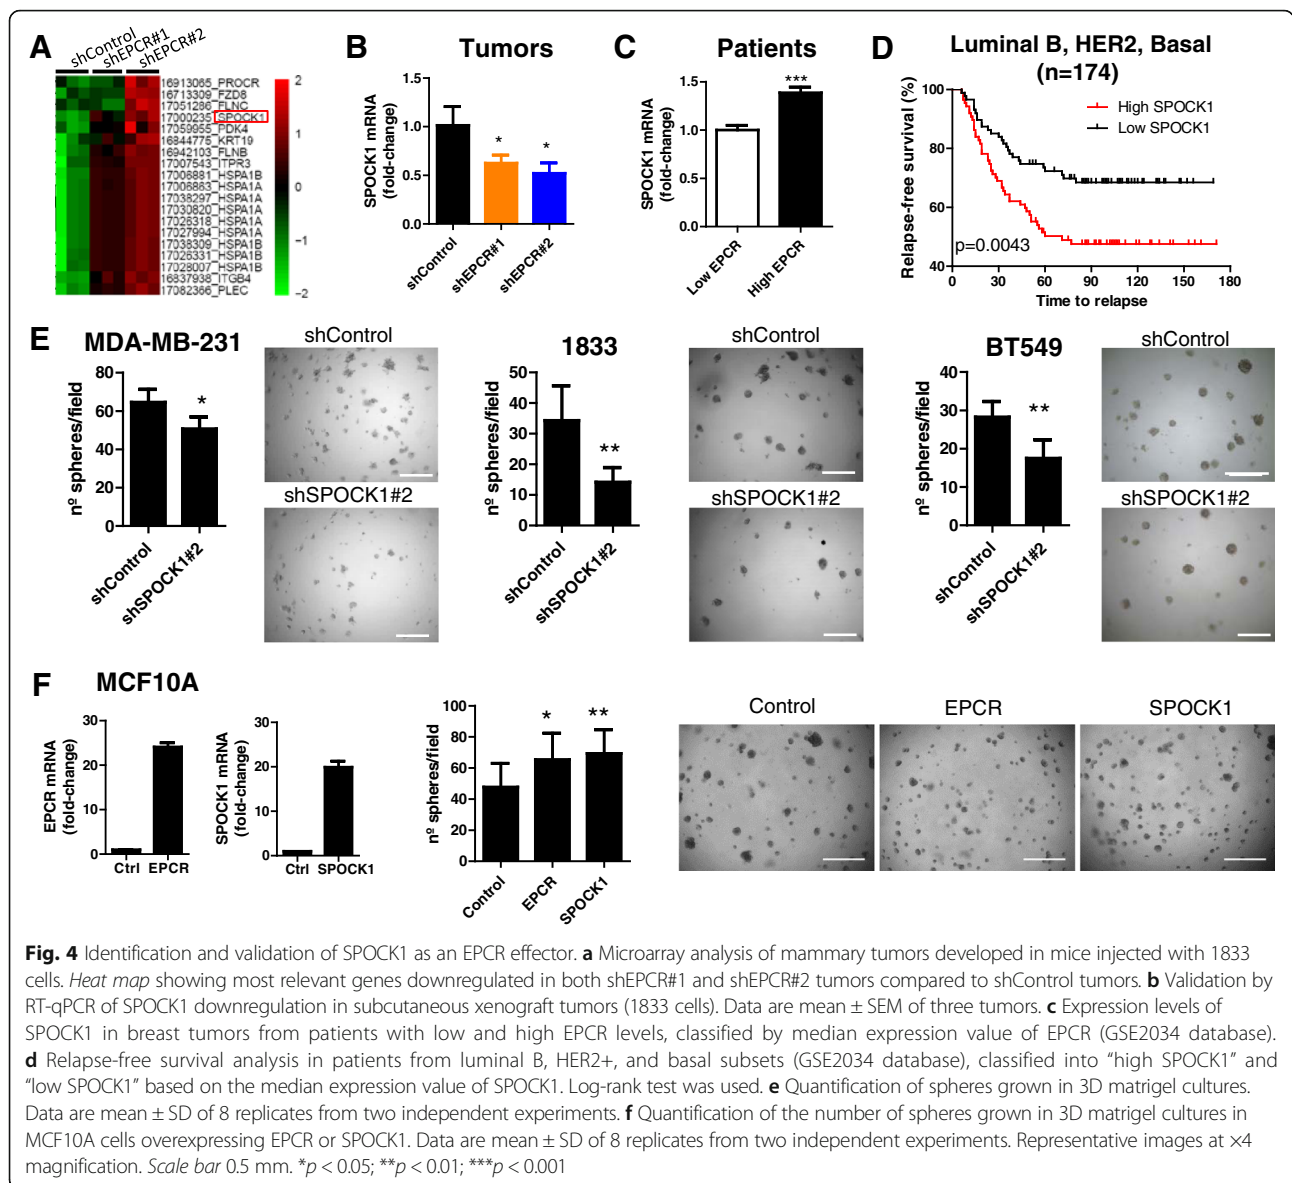 A
shControl
shEPCR#1
shEPCR#2
16913065_PROCR
16713309_FZD8
17051286_FLNC
17000235_SPOCK1
17059955_PDK4
16844775_KRT19
16942103_FLNB
17007543_ITPR3
17006881_HSPA1B
17006863_HSPA1A
17038297_HSPA1A
17030820_HSPA1A
17026318_HSPA1A
17027994_HSPA1A
17038309_HSPA1B
17026331_HSPA1B
17028007_HSPA1B
16837938_ITGB4
17082366_PLEC
2
1
0
−1
−2
B
Tumors
SPOCK1 mRNA
(fold-change)
1.5
1.0
0.5
0.0
*
*
shControl
shEPCR#1
shEPCR#2
C
Patients
SPOCK1 mRNA
(fold-change)
1.5
1.0
0.5
0.0
***
Low EPCR
High EPCR
D
Luminal B, HER2, Basal
(n=174)
Relapse-free survival (%)
100
80
60
40
High SPOCK1
Low SPOCK1
p=0.0043
0 30 60 90 120 150 180
Time to relapse
E
MDA-MB-231
nº spheres/field
80
60
40
20
0
*
shControl
shSPOCK1#2
shControl
shSPOCK1#2
1833
nº spheres/field
50
40
30
20
10
0
**
shControl
shSPOCK1#2
shControl
shSPOCK1#2
BT549
nº spheres/field
40
30
20
10
0
**
shControl
shSPOCK1#2
shControl
shSPOCK1#2
F
MCF10A
EPCR mRNA
(fold-change)
30
20
10
0
Ctrl EPCR
SPOCK1 mRNA
(fold-change)
30
20
10
0
Ctrl SPOCK1
nº spheres/field
100
80
60
40
20
0
*
**
Control
EPCR
SPOCK1
Control
EPCR
SPOCK1
Fig. 4 Identification and validation of SPOCK1 as an EPCR effector. a Microarray analysis of mammary tumors developed in mice injected with 1833
cells. Heat map showing most relevant genes downregulated in both shEPCR#1 and shEPCR#2 tumors compared to shControl tumors. b Validation by
RT-qPCR of SPOCK1 downregulation in subcutaneous xenograft tumors (1833 cells). Data are mean ± SEM of three tumors. c Expression levels of
SPOCK1 in breast tumors from patients with low and high EPCR levels, classified by median expression value of EPCR (GSE2034 database).
d Relapse-free survival analysis in patients from luminal B, HER2+, and basal subsets (GSE2034 database), classified into “high SPOCK1” and
“low SPOCK1” based on the median expression value of SPOCK1. Log-rank test was used. e Quantification of spheres grown in 3D matrigel cultures.
Data are mean ± SD of 8 replicates from two independent experiments. f Quantification of the number of spheres grown in 3D matrigel cultures in
MCF10A cells overexpressing EPCR or SPOCK1. Data are mean ± SD of 8 replicates from two independent experiments. Representative images at ×4
magnification. Scale bar 0.5 mm. *p < 0.05; **p < 0.01; ***p < 0.001